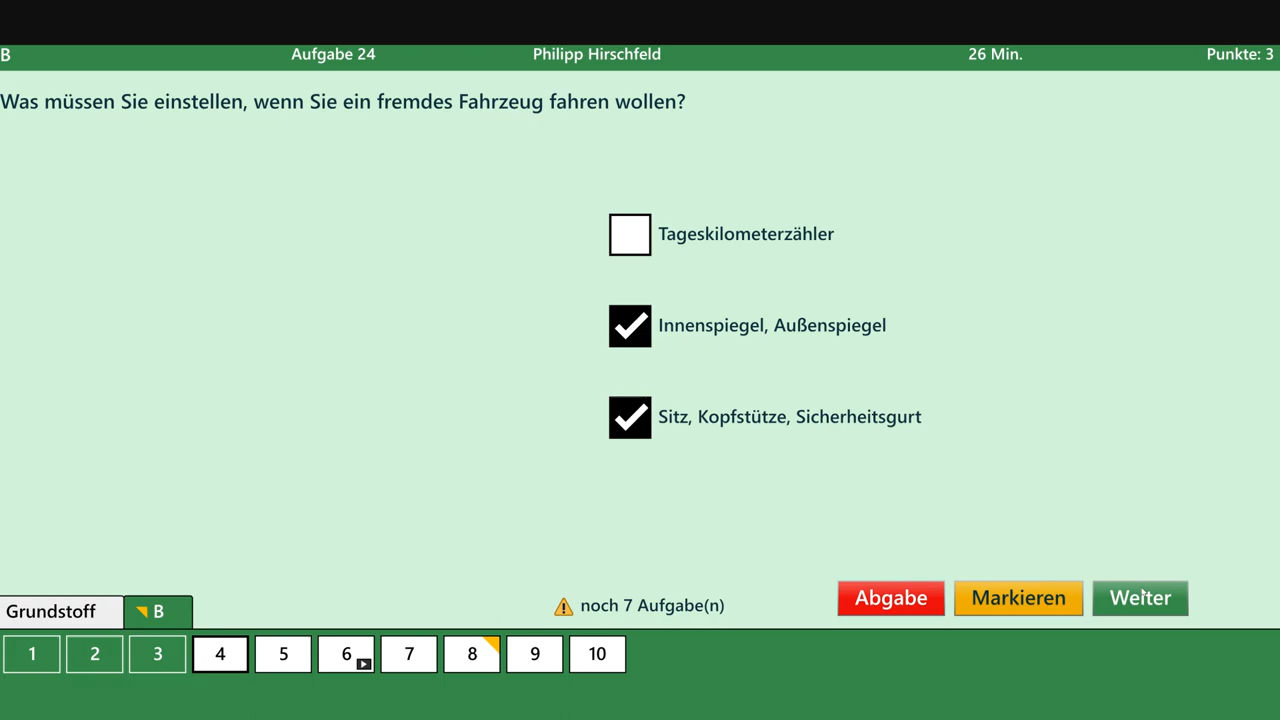 B Aufgabe 24 Philipp Hirschfeld 26 Min. Punkte: 3
Was müssen Sie einstellen, wenn Sie ein fremdes Fahrzeug fahren wollen?
Tageskilometerzähler
Innenspiegel, Außenspiegel
Sitz, Kopfstütze, Sicherheitsgurt
Abgabe Markieren Weiter
Grundstoff B noch 7 Aufgabe(n)
1 2 3 4 5 6 7 8 9 10